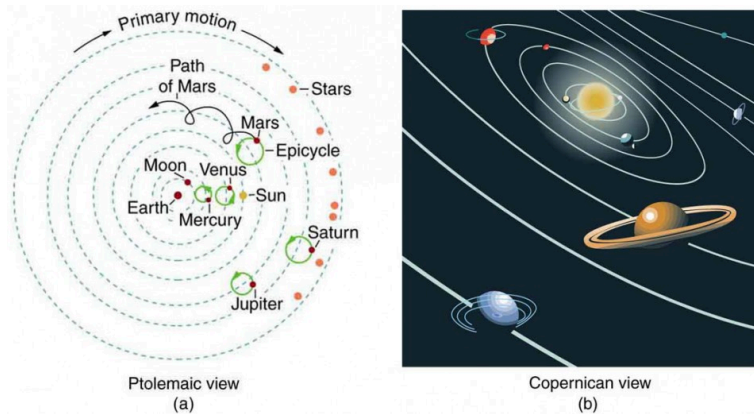 Primary motion
Path
of Mars
Stars
Mars
Epicycle
Moon
Venus
Sun
Earth
Mercury
Saturn
Jupiter
Ptolemaic view
(a)
Copernican view
(b)